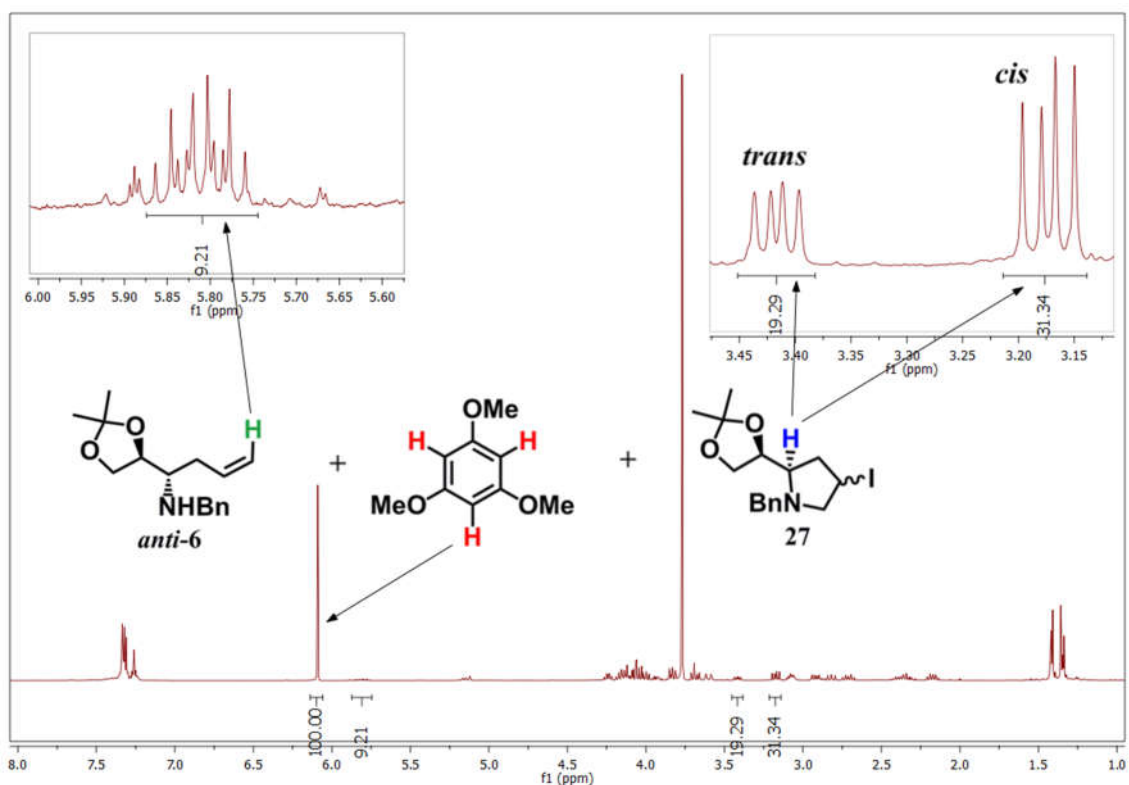 9.21
6.00 5.95 5.90 5.85 5.80 5.75 5.70 5.65 5.60
f1 (ppm)
trans
cis
19.29
31.34
3.45 3.40 3.35 3.30 3.25 3.20 3.15
f1 (ppm)
O
O
H
NHBn
anti-6
+
OMe
H
H
MeO
OMe
H
+
O
O
H
BnN
I
27
100.00
9.21
19.29
31.34
8.0 7.5 7.0 6.5 6.0 5.5 5.0 4.5 4.0 3.5 3.0 2.5 2.0 1.5 1.0
f1 (ppm)